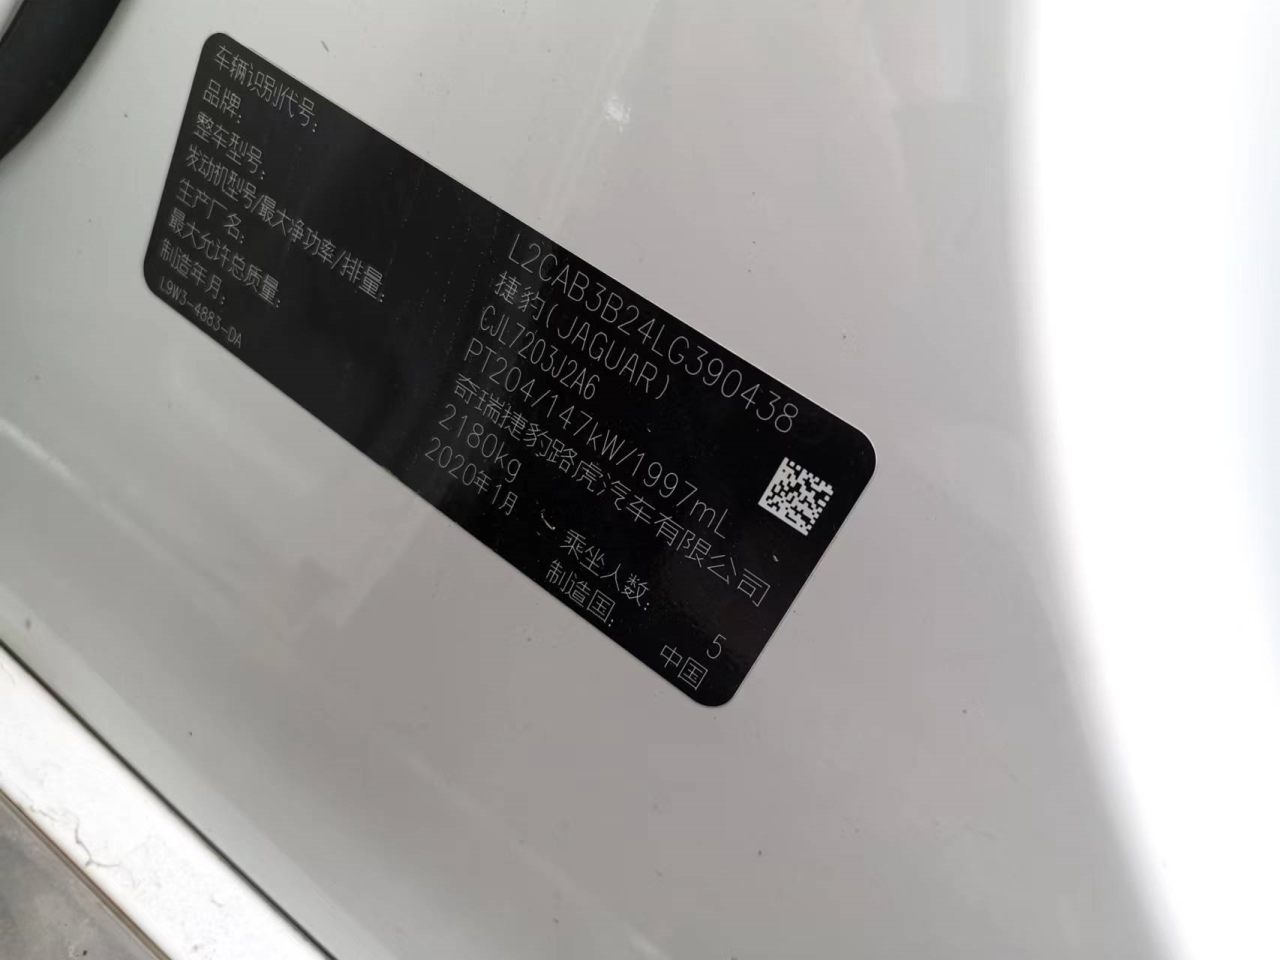 车辆识别代号: L2CAB3B24LG390438
品牌: 捷豹(JAGUAR)
整车型号: CJL7203J2A6
发动机型号/最大净功率/排量: PT204/147kW/1997mL
生产厂名: 奇瑞捷豹路虎汽车有限公司
最大允许总质量: 2180kg 乘坐人数: 5
制造年月: 2020年1月 制造国: 中国
L9W3-4883-DA